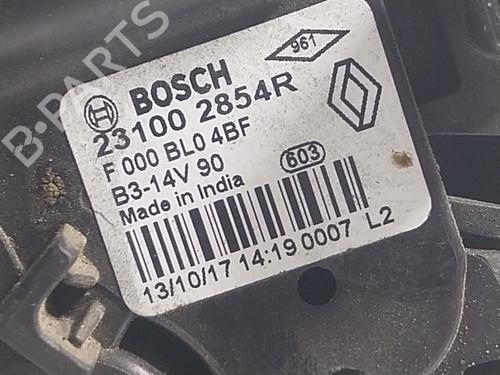 B-PARTS
961
BOSCH
23100 2854R
F 000 BL0 4BF
B3-14V 90
603
Made in India
13/10/17 14:19 0007 L2